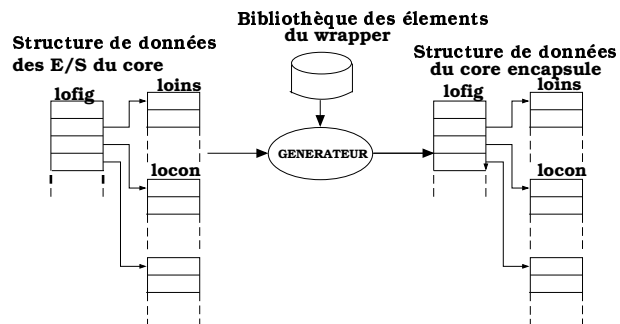 Bibliothèque des élements
du wrapper
Structure de données
des E/S du core
lofig
loins
locon
GENERATEUR
Structure de données
du core encapsule
lofig
loins
locon